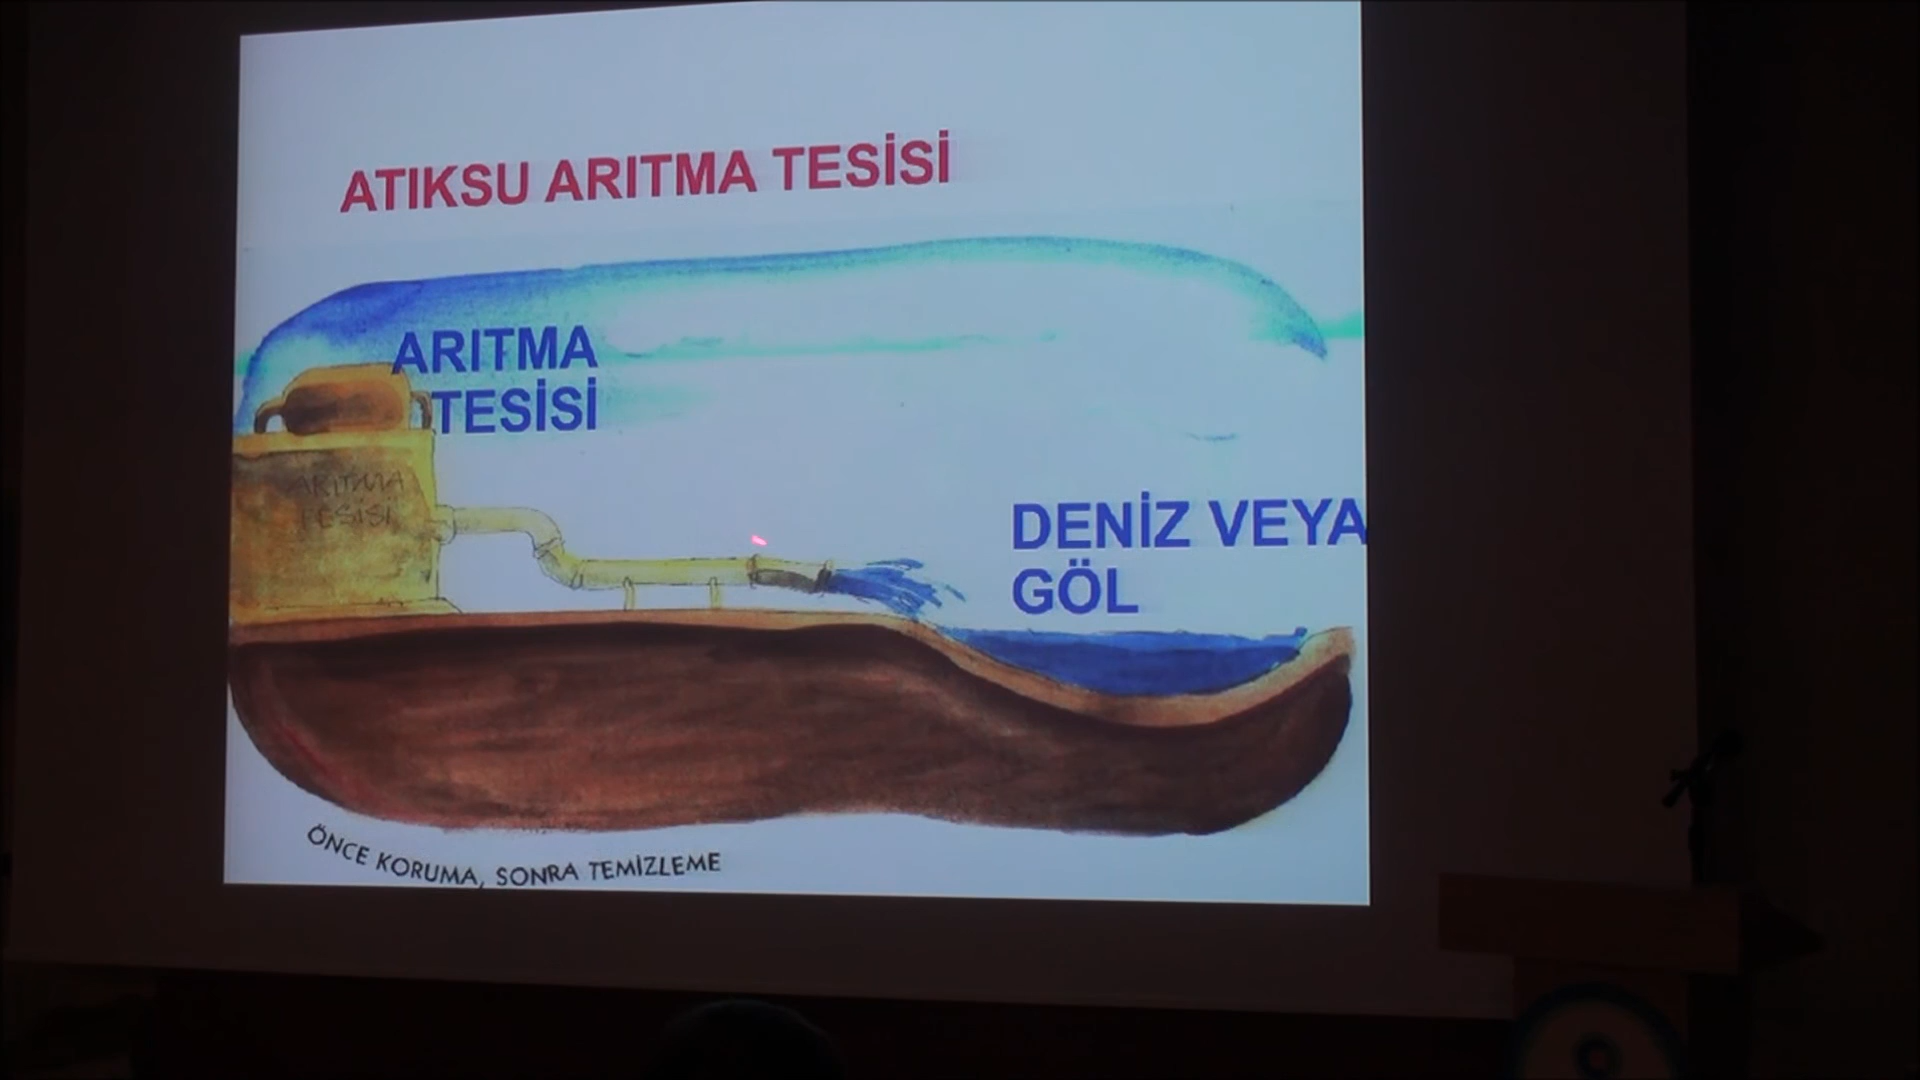 ATIKSU ARITMA TESİSİ
ARITMA
TESİSİ
ARITMA
TESİSİ
DENİZ VEYA
GÖL
ÖNCE KORUMA, SONRA TEMİZLEME